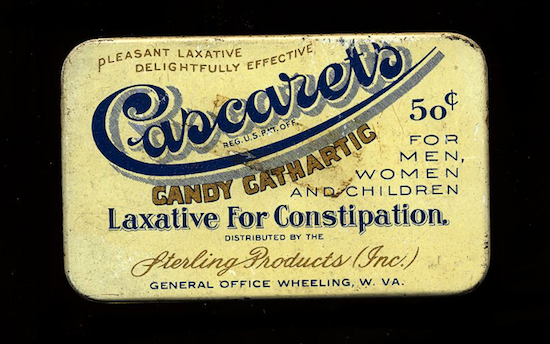 PLEASANT LAXATIVE
DELIGHTFULLY EFFECTIVE
Cascarets
REG. U.S. PAT. OFF.
CANDY CATHARTIC
50¢
FOR
MEN,
WOMEN
AND CHILDREN
Laxative For Constipation.
DISTRIBUTED BY THE
Sterling Products (Inc.)
GENERAL OFFICE WHEELING, W. VA.